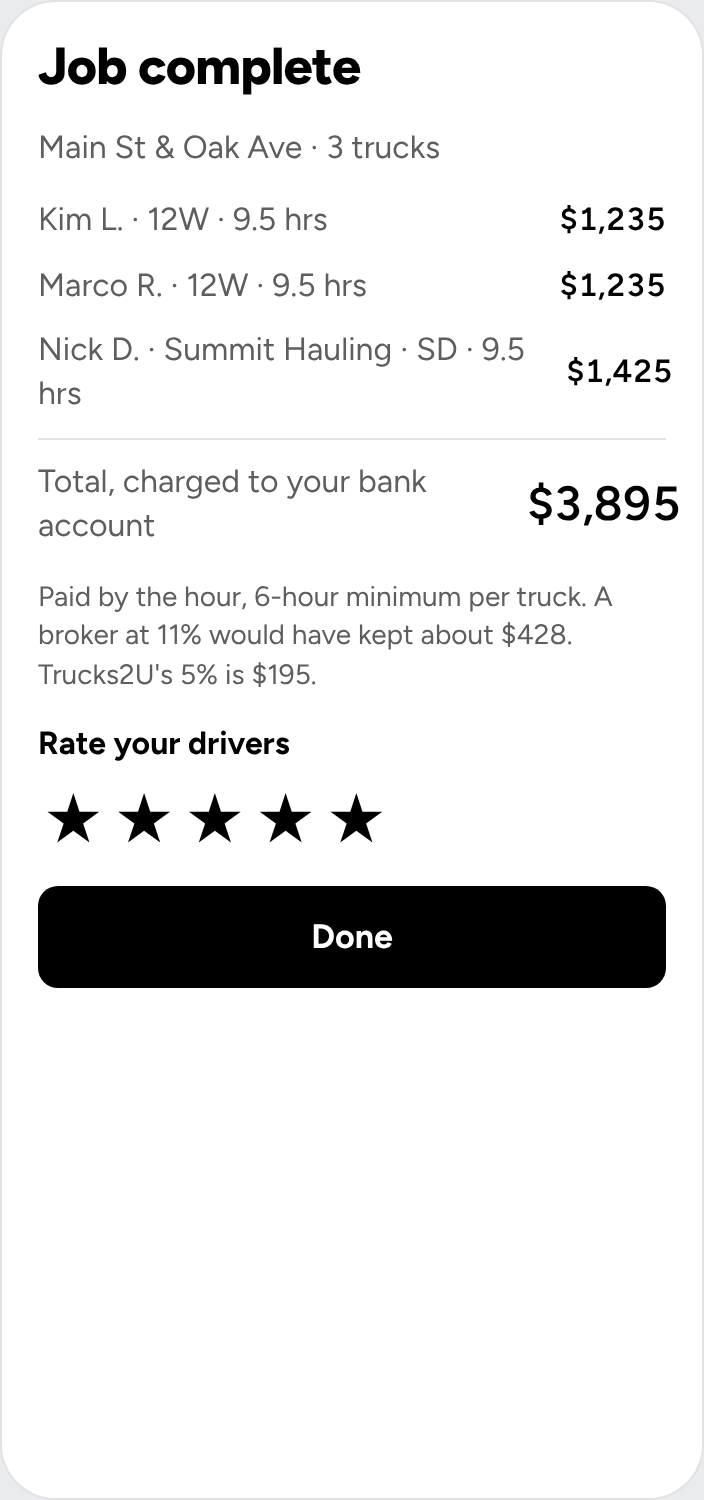 Job complete
Main St & Oak Ave · 3 trucks
Kim L. · 12W · 9.5 hrs $1,235
Marco R. · 12W · 9.5 hrs $1,235
Nick D. · Summit Hauling · SD · 9.5
hrs
$1,425
Total, charged to your bank
account
$3,895
Paid by the hour, 6-hour minimum per truck. A
broker at 11% would have kept about $428.
Trucks2U's 5% is $195.
Rate your drivers
★ ★ ★ ★ ★
Done